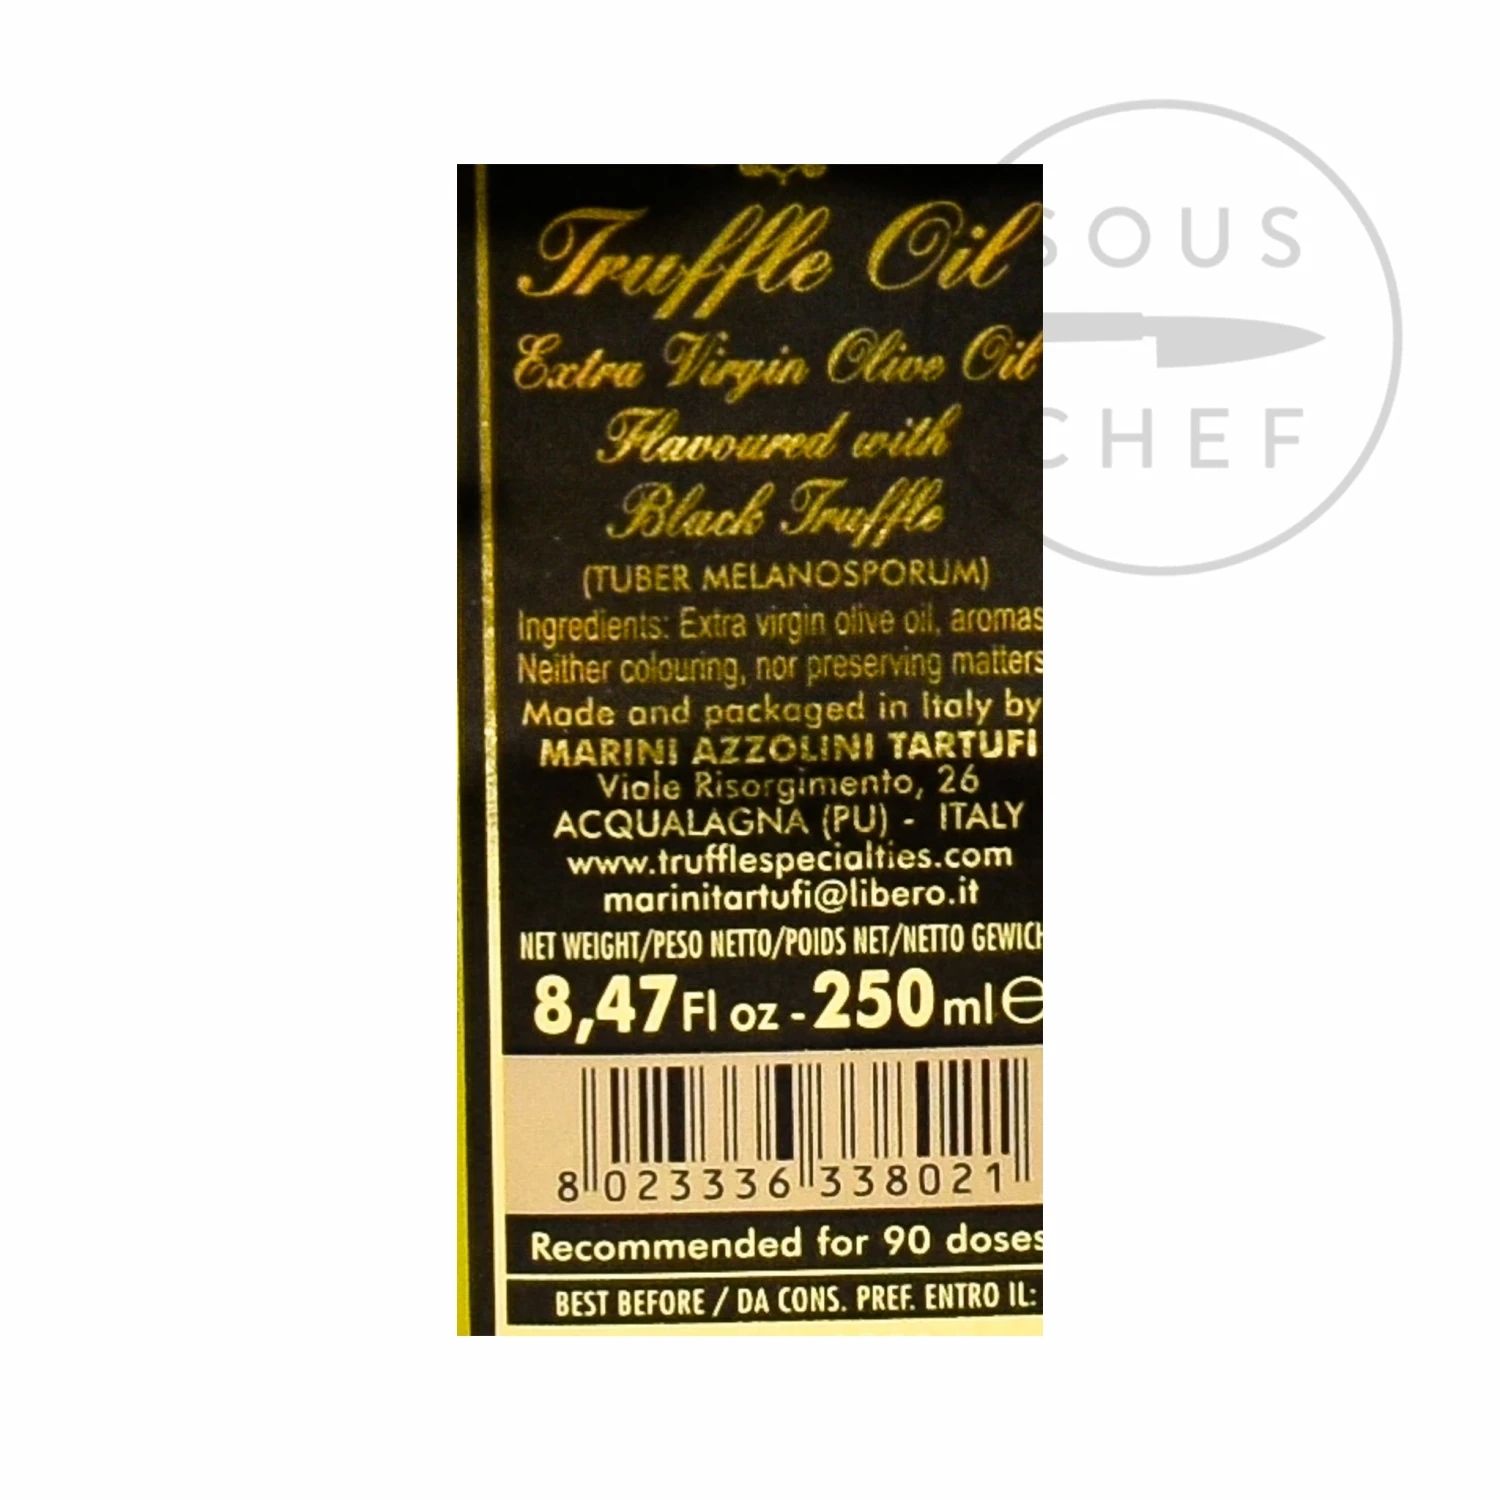 SOUS
CHEF
Truffle Oil
Extra Virgin Olive Oil
Flavoured with
Black Truffle
(TUBER MELANOSPORUM)
Ingredients: Extra virgin olive oil, aromas
Neither colouring, nor preserving matters
Made and packaged in Italy by
MARINI AZZOLINI TARTUFI
Viale Risorgimento, 26
ACQUALAGNA (PU) - ITALY
www.trufflespecialties.com
marinitartufi@libero.it
NET WEIGHT/PESO NETTO/POIDS NET/NETTO GEWICH
8,47 Fl oz - 250 ml ℮
8 023336 338021
Recommended for 90 doses
BEST BEFORE / DA CONS. PREF. ENTRO IL: